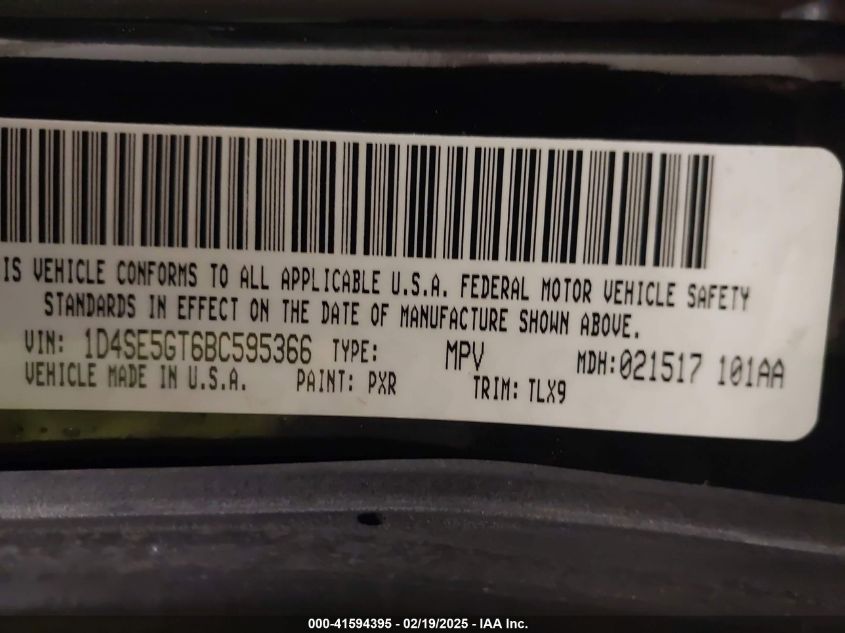 IS VEHICLE CONFORMS TO ALL APPLICABLE U.S.A. FEDERAL MOTOR VEHICLE SAFETY
STANDARDS IN EFFECT ON THE DATE OF MANUFACTURE SHOWN ABOVE.
VIN: 1D4SE5GT6BC595366 TYPE: MPV MDH:021517 101AA
VEHICLE MADE IN U.S.A. PAINT: PXR TRIM: TLX9
000-41594395 - 02/19/2025 - IAA Inc.